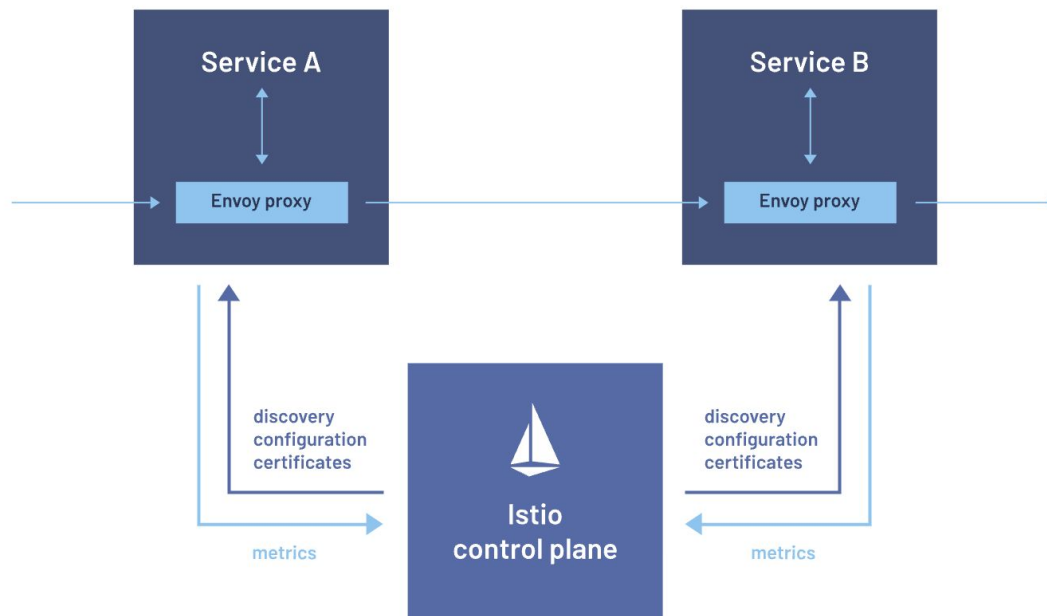 Service A
Service B
Envoy proxy
Envoy proxy
discovery
configuration
certificates
discovery
configuration
certificates
Istio
control plane
metrics
metrics